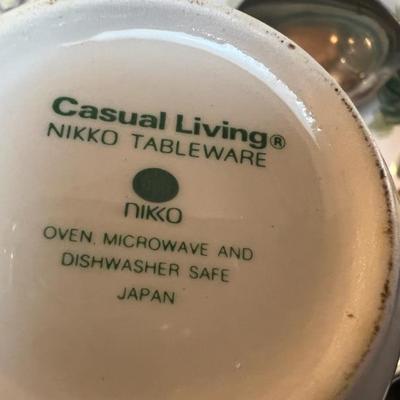 Casual Living®
NIKKO TABLEWARE
nikko
OVEN, MICROWAVE AND
DISHWASHER SAFE
JAPAN